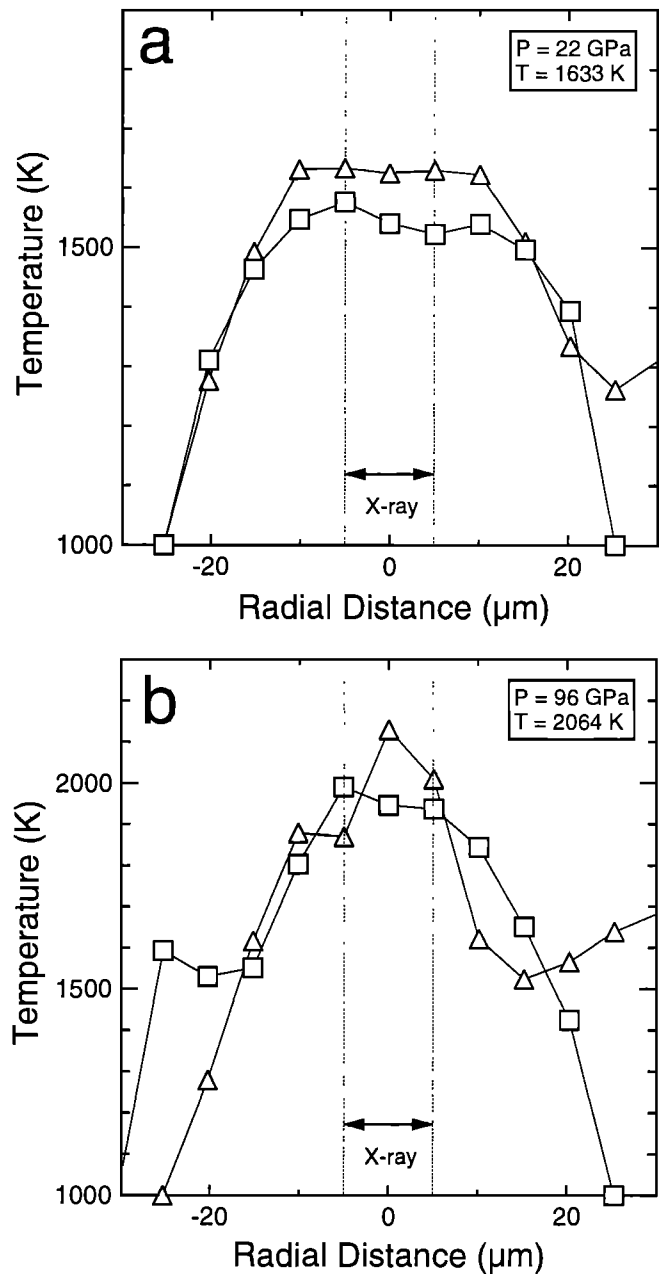 a
P = 22 GPa
T = 1633 K
1500
1000
Temperature (K)
X-ray
-20
0
20
Radial Distance (µm)
b
P = 96 GPa
T = 2064 K
2000
1500
1000
Temperature (K)
X-ray
-20
0
20
Radial Distance (µm)